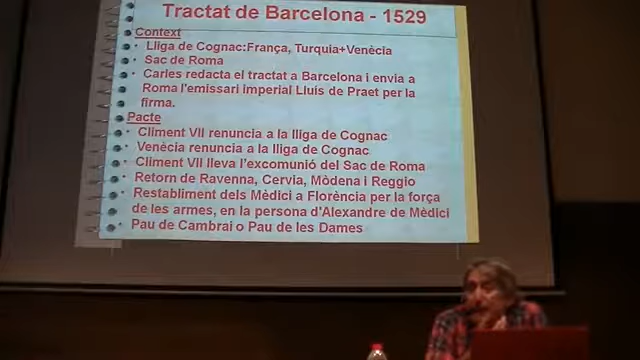 Tractat de Barcelona - 1529
Context
• Lliga de Cognac:França, Turquia+Venècia
• Sac de Roma
• Carles redacta el tractat a Barcelona i envia a
Roma l'emissari Imperial Lluis de Praet per la
firma.
Pacte
• Climent VII renuncia a la lliga de Cognac
• Venècia renuncia a la lliga de Cognac
• Climent VII lleva l'excomunió del Sac de Roma
• Retorn de Ravenna, Cervia, Mòdena i Reggio
• Restabliment dels Mèdici a Florència per la força
de les armes, en la persona d'Alexandre de Mèdici
• Pau de Cambrai o Pau de les Dames